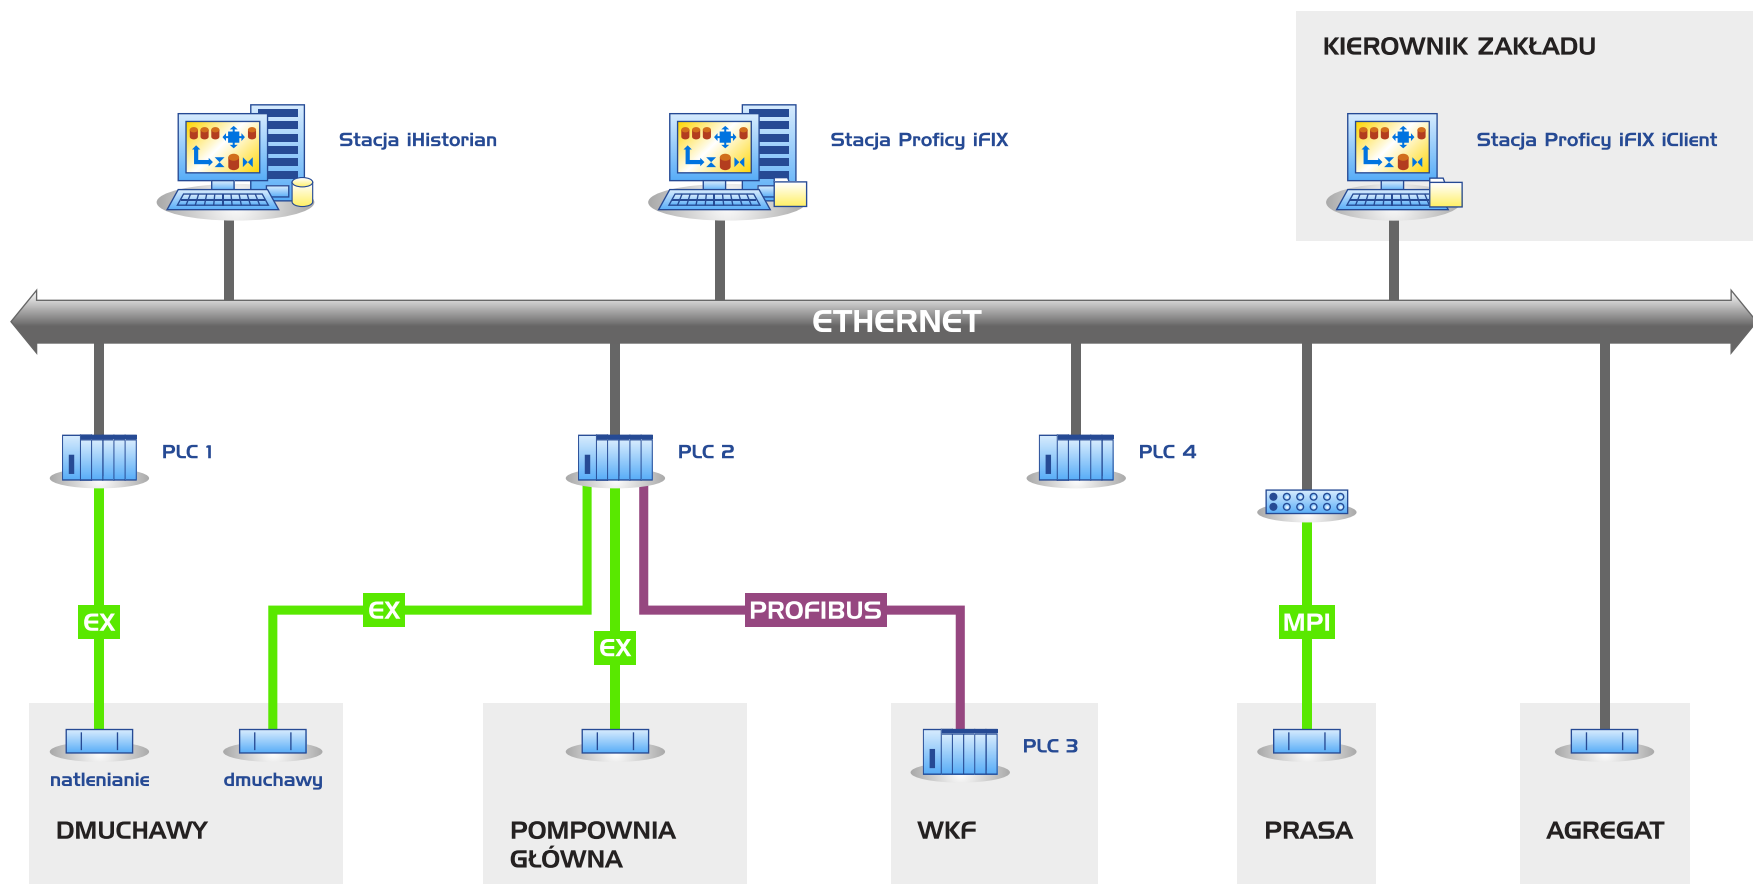 KIEROWNIK ZAKŁADU
Stacja iHistorian
Stacja Proficy iFIX
Stacja Proficy iFIX iClient
ETHERNET
PLC 1
PLC 2
PLC 4
EX
EX
EX
PROFIBUS
MPI
PLC 3
natlenianie
dmuchawy
DMUCHAWY
POMPOWNIA
GŁÓWNA
WKF
PRASA
AGREGAT